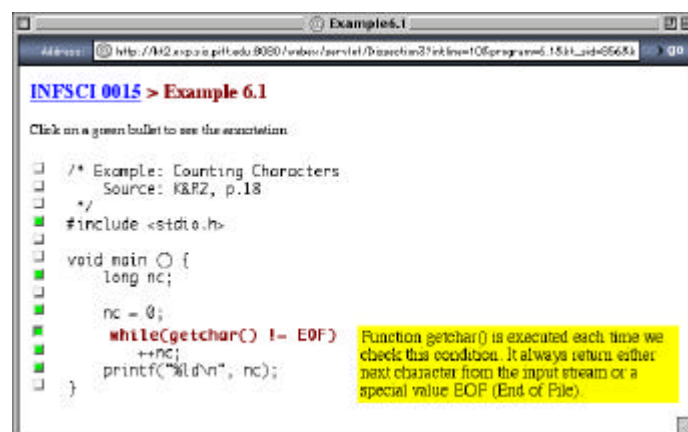 Example6.1
Address:
go
INFSCI 0015 > Example 6.1
Click on a green bullet to see the annotation
/* Example: Counting Characters
Source: K&R2, p.18
*/
#include <stdio.h>
void main () {
long nc;
nc = 0;
while(getchar() != EOF)
++nc;
printf("%ld\n", nc);
}
Function getchar() is executed each time we
check this condition. It always return either
next character from the input stream or a
special value EOF (End of File).